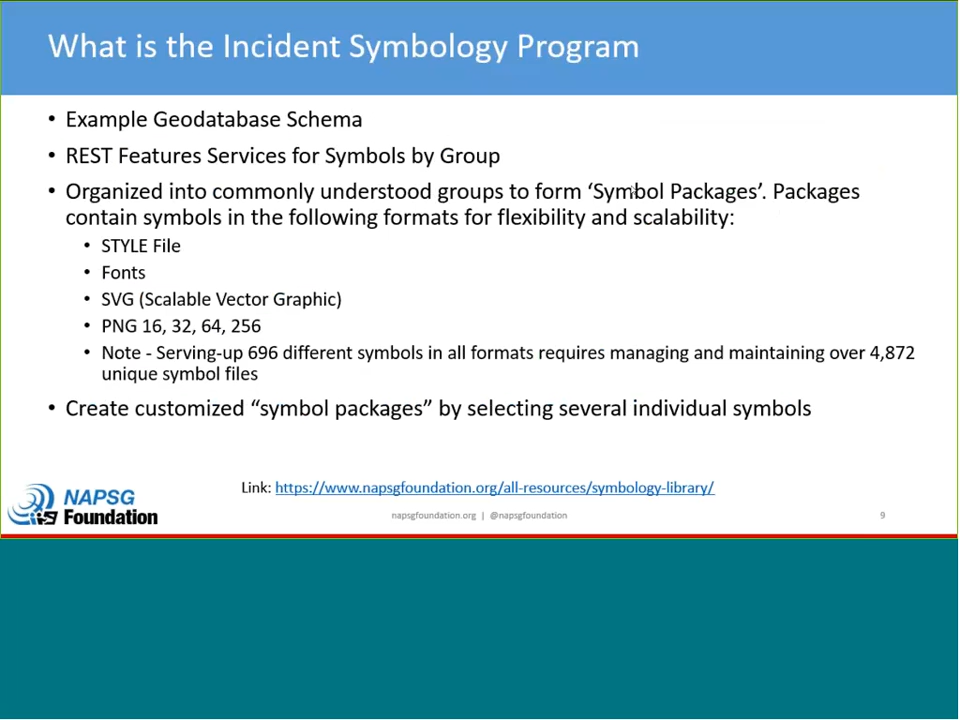 What is the Incident Symbology Program
• Example Geodatabase Schema
• REST Features Services for Symbols by Group
• Organized into commonly understood groups to form ‘Symbol Packages’. Packages
contain symbols in the following formats for flexibility and scalability:
• STYLE File
• Fonts
• SVG (Scalable Vector Graphic)
• PNG 16, 32, 64, 256
• Note - Serving-up 696 different symbols in all formats requires managing and maintaining over 4,872
unique symbol files
• Create customized “symbol packages” by selecting several individual symbols
Link: https://www.napsgfoundation.org/all-resources/symbology-library/
NAPSG
Foundation
napsgfoundation.org | @napsgfoundation
9